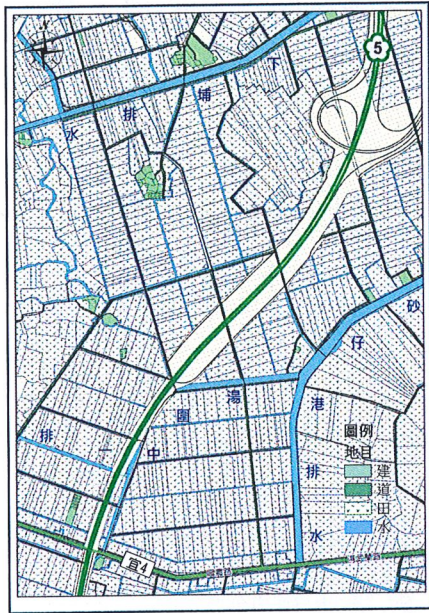 5
下
埔
排
水
砂
仔
港
排
水
湯
圍
中
一
排
圖例
地目
建
道
田
水
宜4